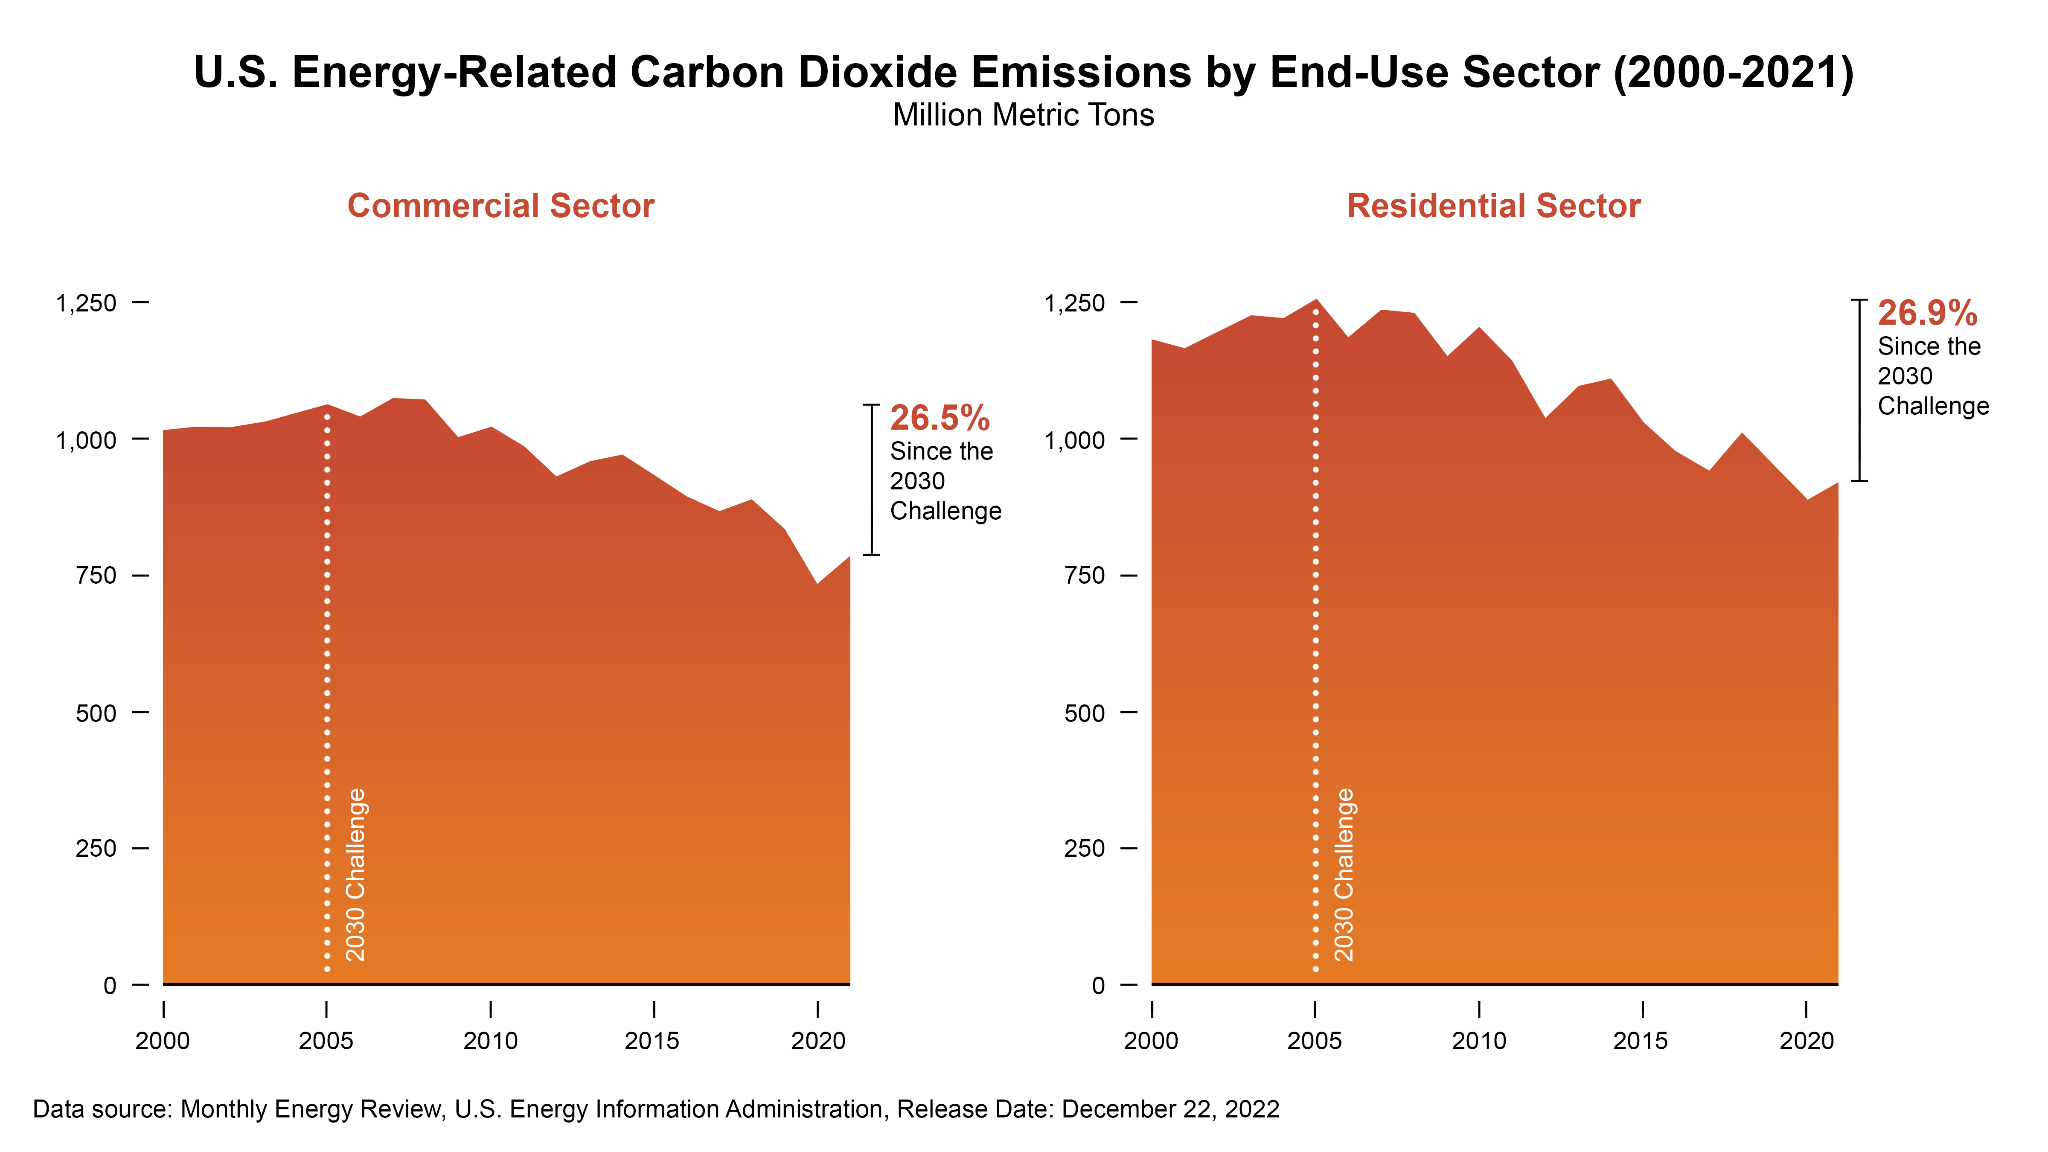 U.S. Energy-Related Carbon Dioxide Emissions by End-Use Sector (2000-2021)
Million Metric Tons
Commercial Sector
1,250
1,000
750
500
250
0
2000
2005
2010
2015
2020
2030 Challenge
26.5%
Since the
2030
Challenge
Residential Sector
1,250
1,000
750
500
250
0
2000
2005
2010
2015
2020
2030 Challenge
26.9%
Since the
2030
Challenge
Data source: Monthly Energy Review, U.S. Energy Information Administration, Release Date: December 22, 2022